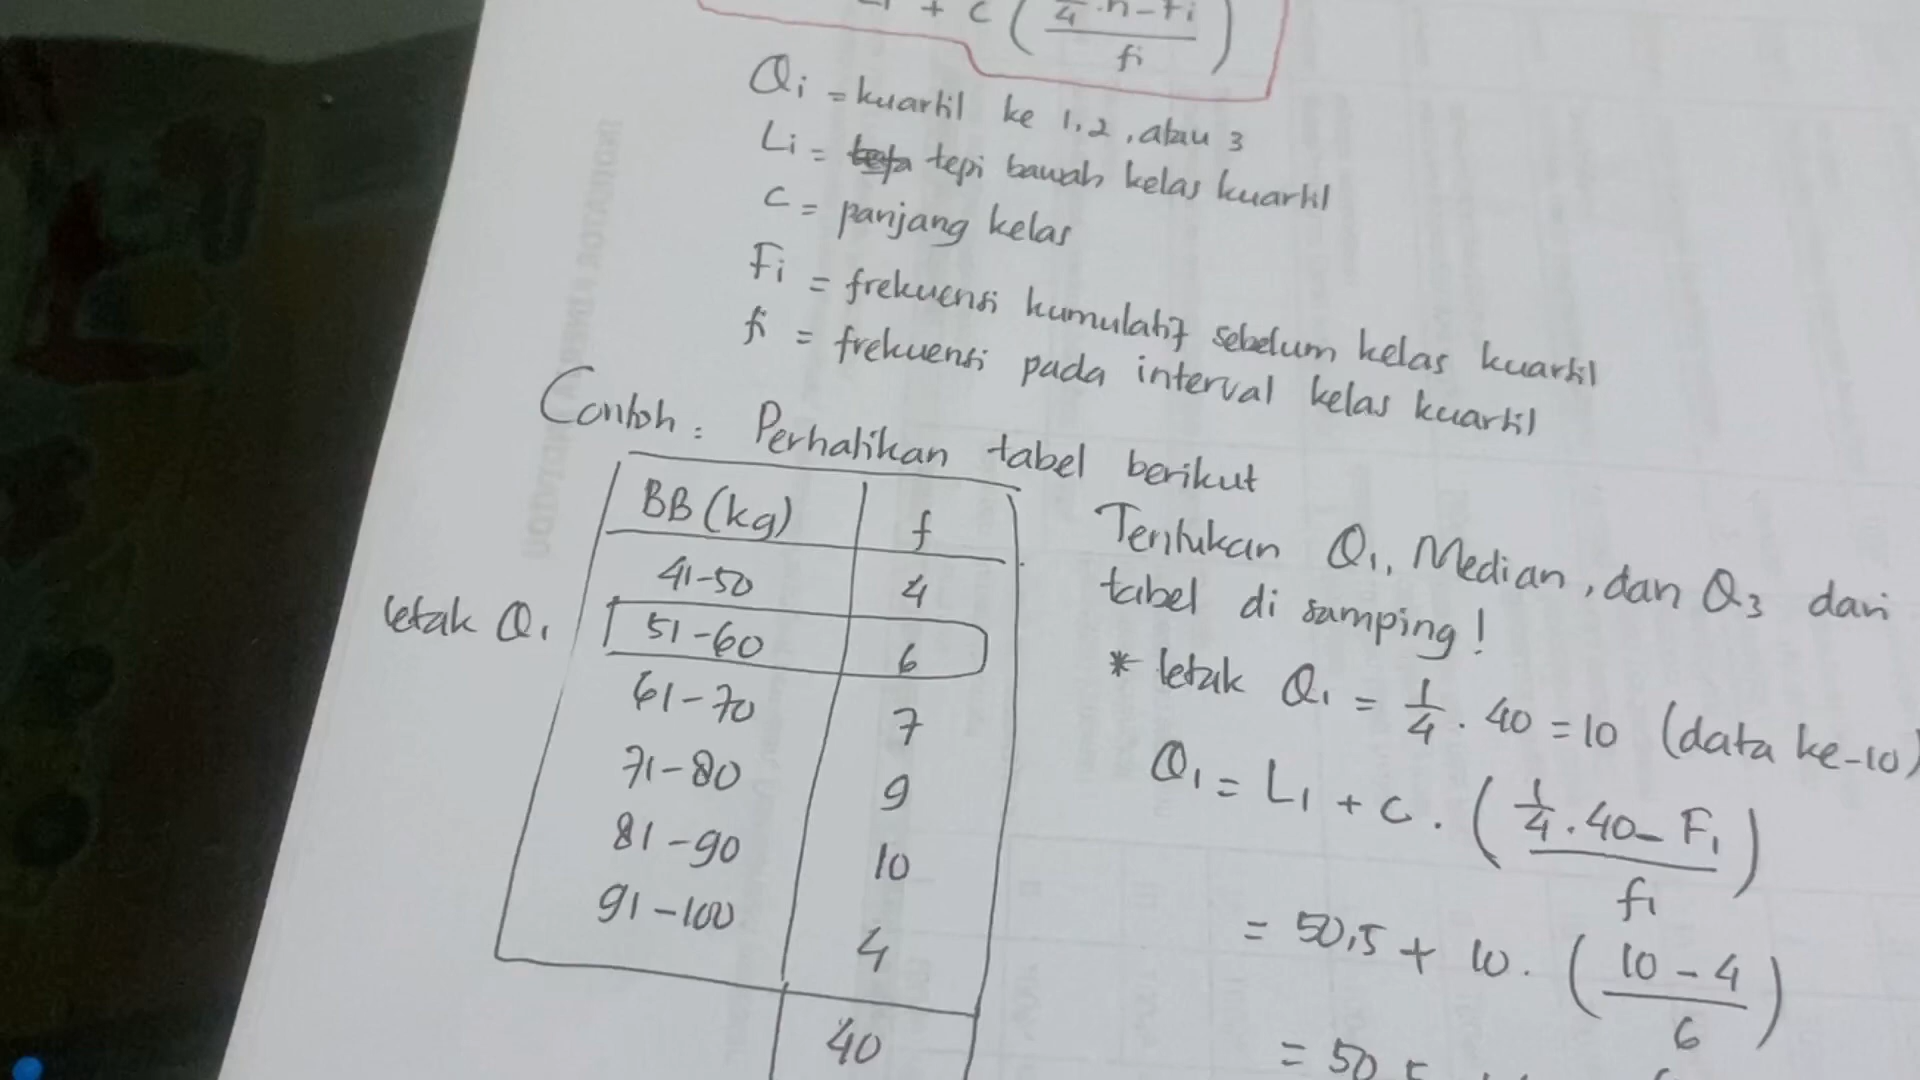 + c ( 1/4 . n - Fi / fi )
Qi = kuartil ke 1, 2, atau 3
Li = tepi bawah kelas kuartil
c = panjang kelas
Fi = frekuensi kumulatif sebelum kelas kuartil
fi = frekuensi pada interval kelas kuartil
Contoh : Perhatikan tabel berikut
BB (kg) f
41-50 4
letak Q1 51-60 6
61-70 7
71-80 9
81-90 10
91-100 4
40
Tentukan Q1, Median, dan Q3 dari
tabel di samping!
* letak Q1 = 1/4 . 40 = 10 (data ke-10)
Q1 = L1 + c . ( 1/4 . 40 - F1 / f1 )
= 50,5 + 10 . ( 10 - 4 / 6 )